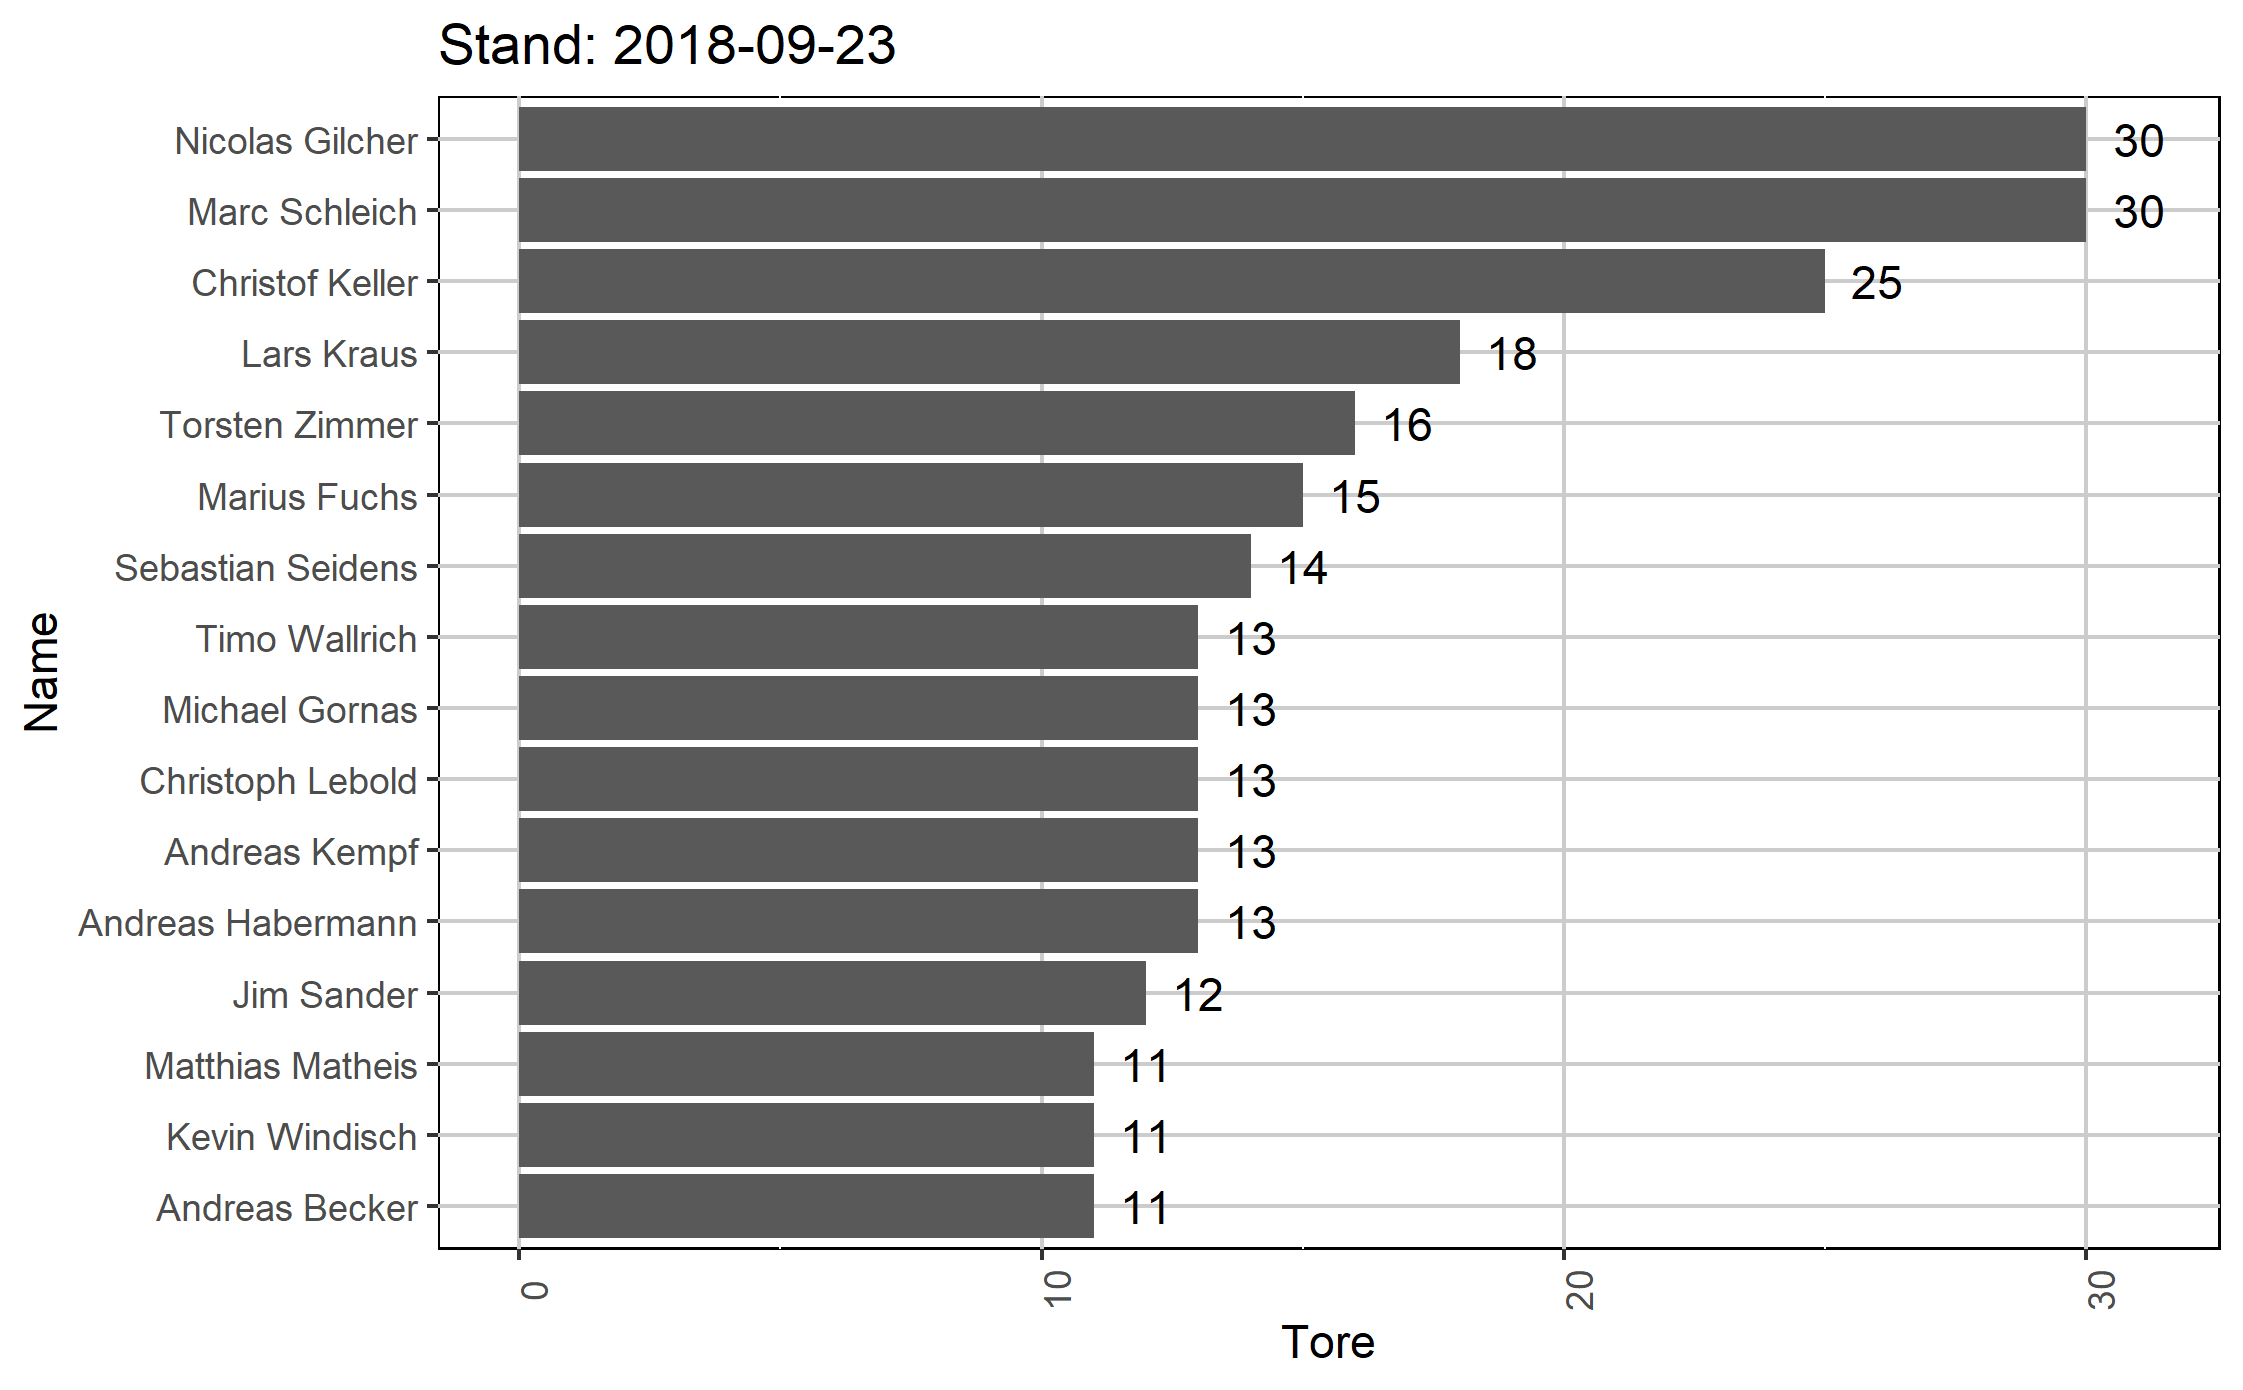 Stand: 2018-09-23
Name
Nicolas Gilcher 30
Marc Schleich 30
Christof Keller 25
Lars Kraus 18
Torsten Zimmer 16
Marius Fuchs 15
Sebastian Seidens 14
Timo Wallrich 13
Michael Gornas 13
Christoph Lebold 13
Andreas Kempf 13
Andreas Habermann 13
Jim Sander 12
Matthias Matheis 11
Kevin Windisch 11
Andreas Becker 11
0 10 20 30
Tore